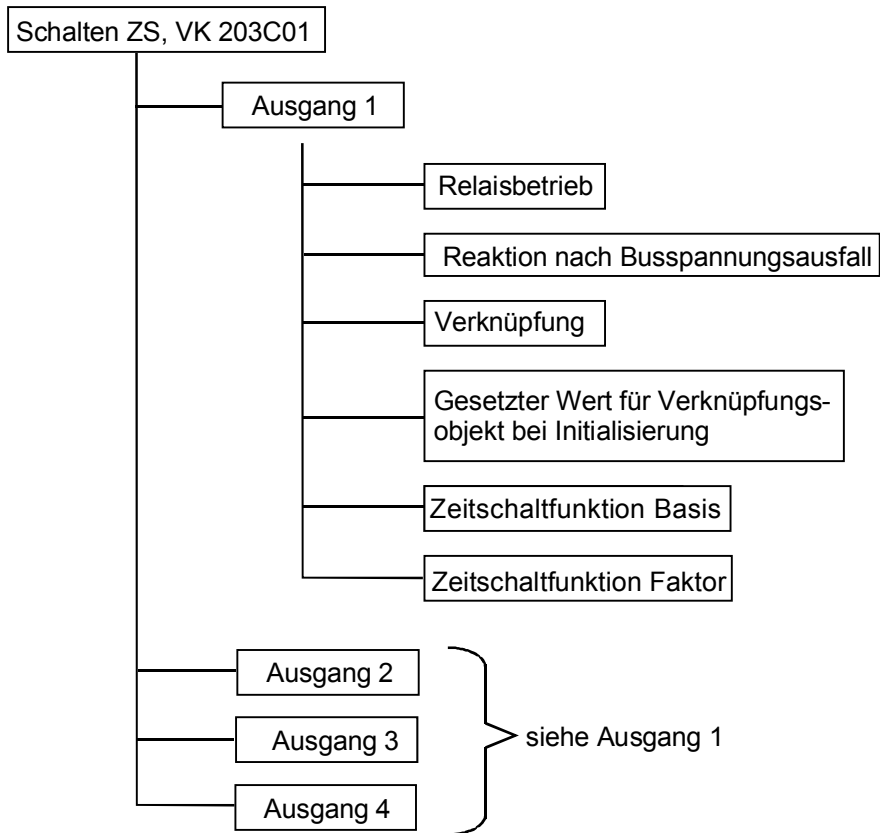 Schalten ZS, VK 203C01
Ausgang 1
Relaisbetrieb
Reaktion nach Busspannungsausfall
Verknüpfung
Gesetzter Wert für Verknüpfungs-
objekt bei Initialisierung
Zeitschaltfunktion Basis
Zeitschaltfunktion Faktor
Ausgang 2
Ausgang 3
siehe Ausgang 1
Ausgang 4